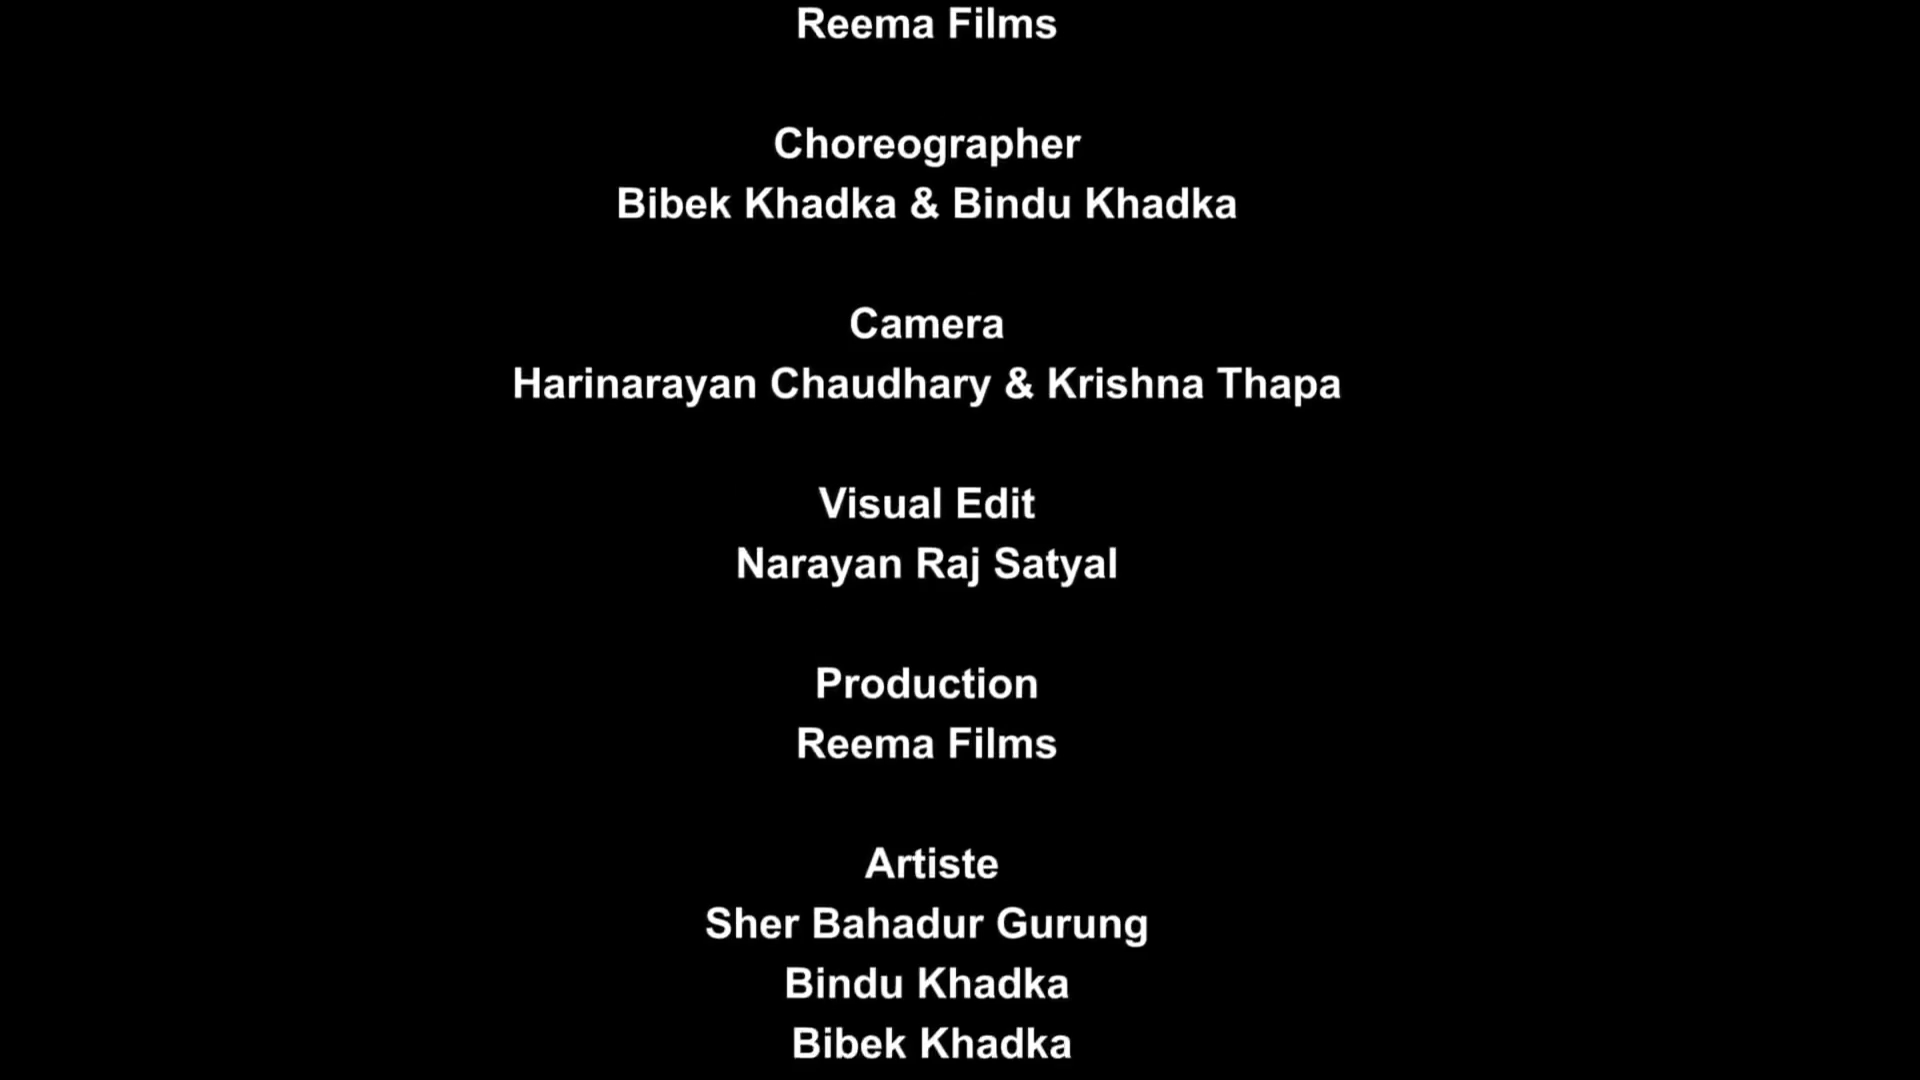 Reema Films
Choreographer
Bibek Khadka & Bindu Khadka
Camera
Harinarayan Chaudhary & Krishna Thapa
Visual Edit
Narayan Raj Satyal
Production
Reema Films
Artiste
Sher Bahadur Gurung
Bindu Khadka
Bibek Khadka